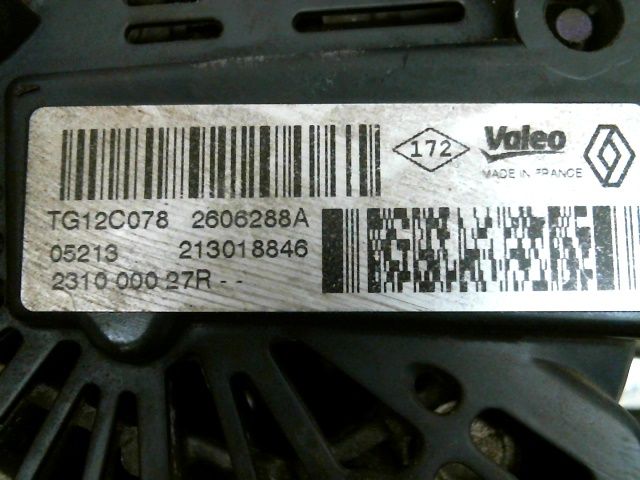 172 Valeo
MADE IN FRANCE
TG12C078 2606288A
05213 213018846
2310 000 27R - -